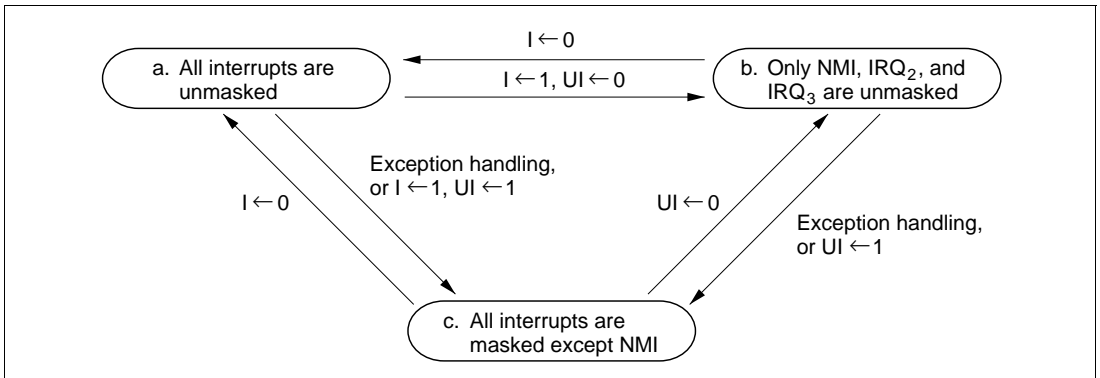 I ← 0
a. All interrupts are
unmasked
I ← 1, UI ← 0
b. Only NMI, IRQ2, and
IRQ3 are unmasked
Exception handling,
or I ← 1, UI ← 1
I ← 0
UI ← 0
Exception handling,
or UI ← 1
c. All interrupts are
masked except NMI